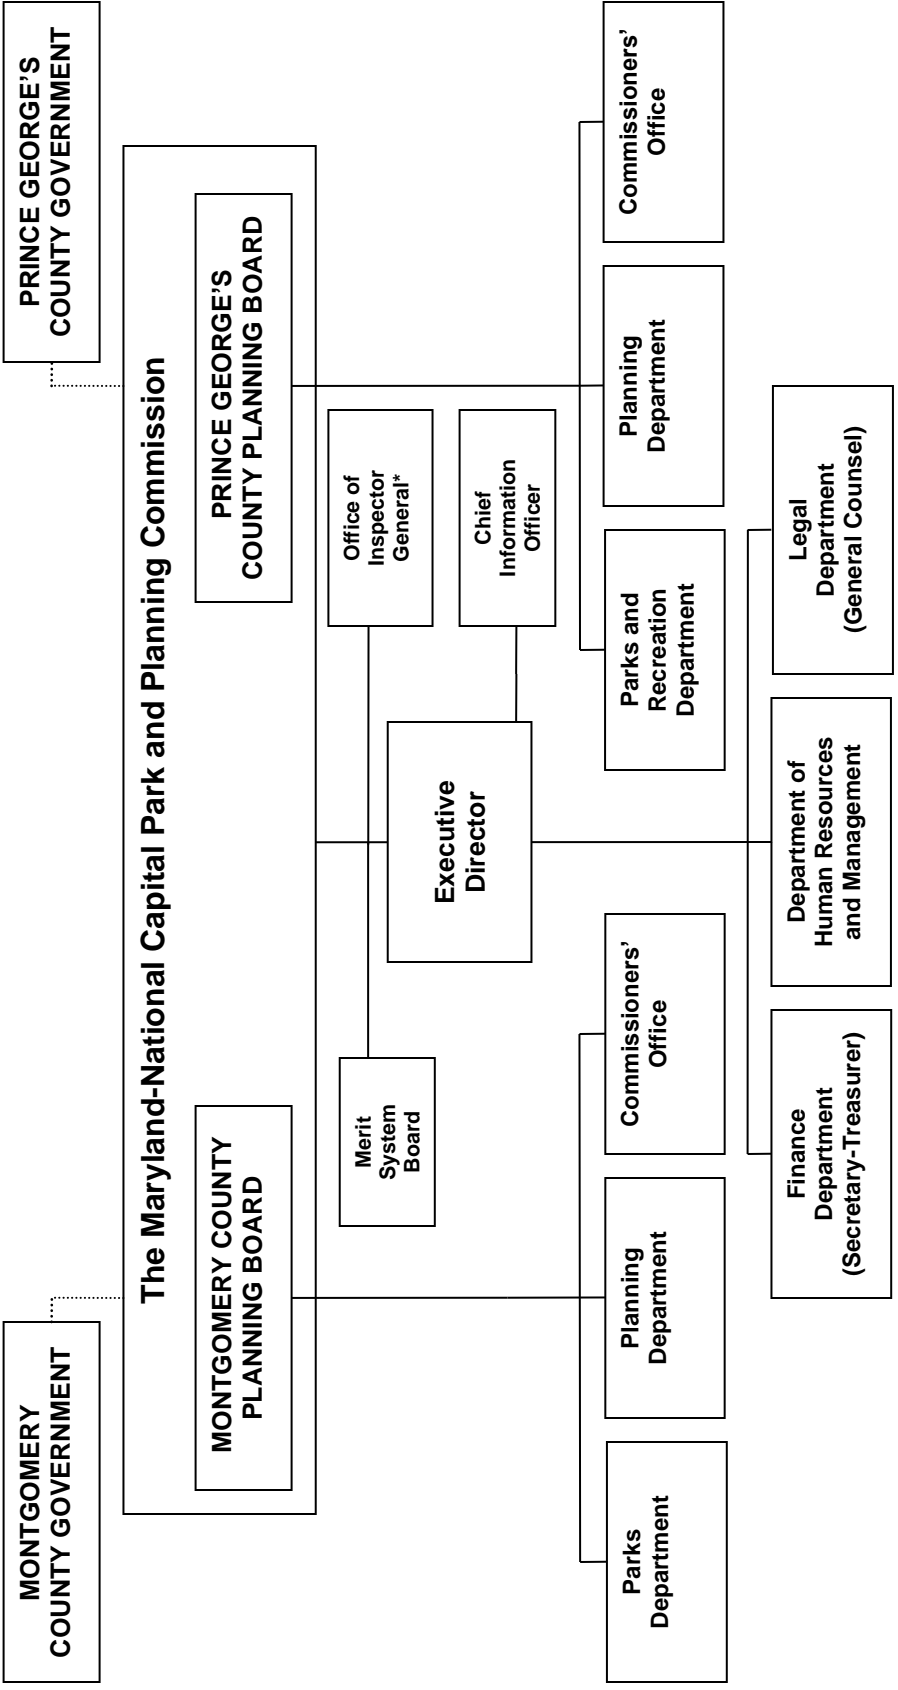 MONTGOMERY
COUNTY GOVERNMENT
PRINCE GEORGE'S
COUNTY GOVERNMENT
The Maryland-National Capital Park and Planning Commission
MONTGOMERY COUNTY
PLANNING BOARD
PRINCE GEORGE'S
COUNTY PLANNING BOARD
Merit
System
Board
Office of
Inspector
General*
Executive
Director
Chief
Information
Officer
Parks
Department
Planning
Department
Commissioners'
Office
Parks and
Recreation
Department
Planning
Department
Commissioners'
Office
Finance
Department
(Secretary-Treasurer)
Department of
Human Resources
and Management
Legal
Department
(General Counsel)